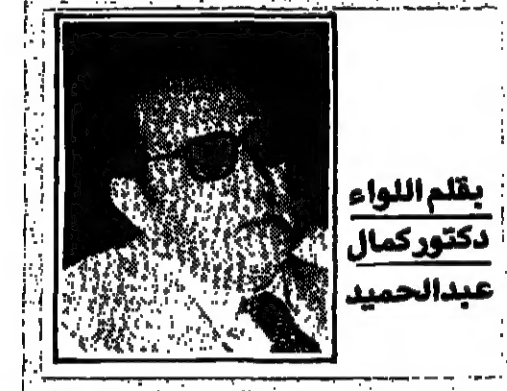 بقلم اللواء
دكتور كمال
عبدالحميد